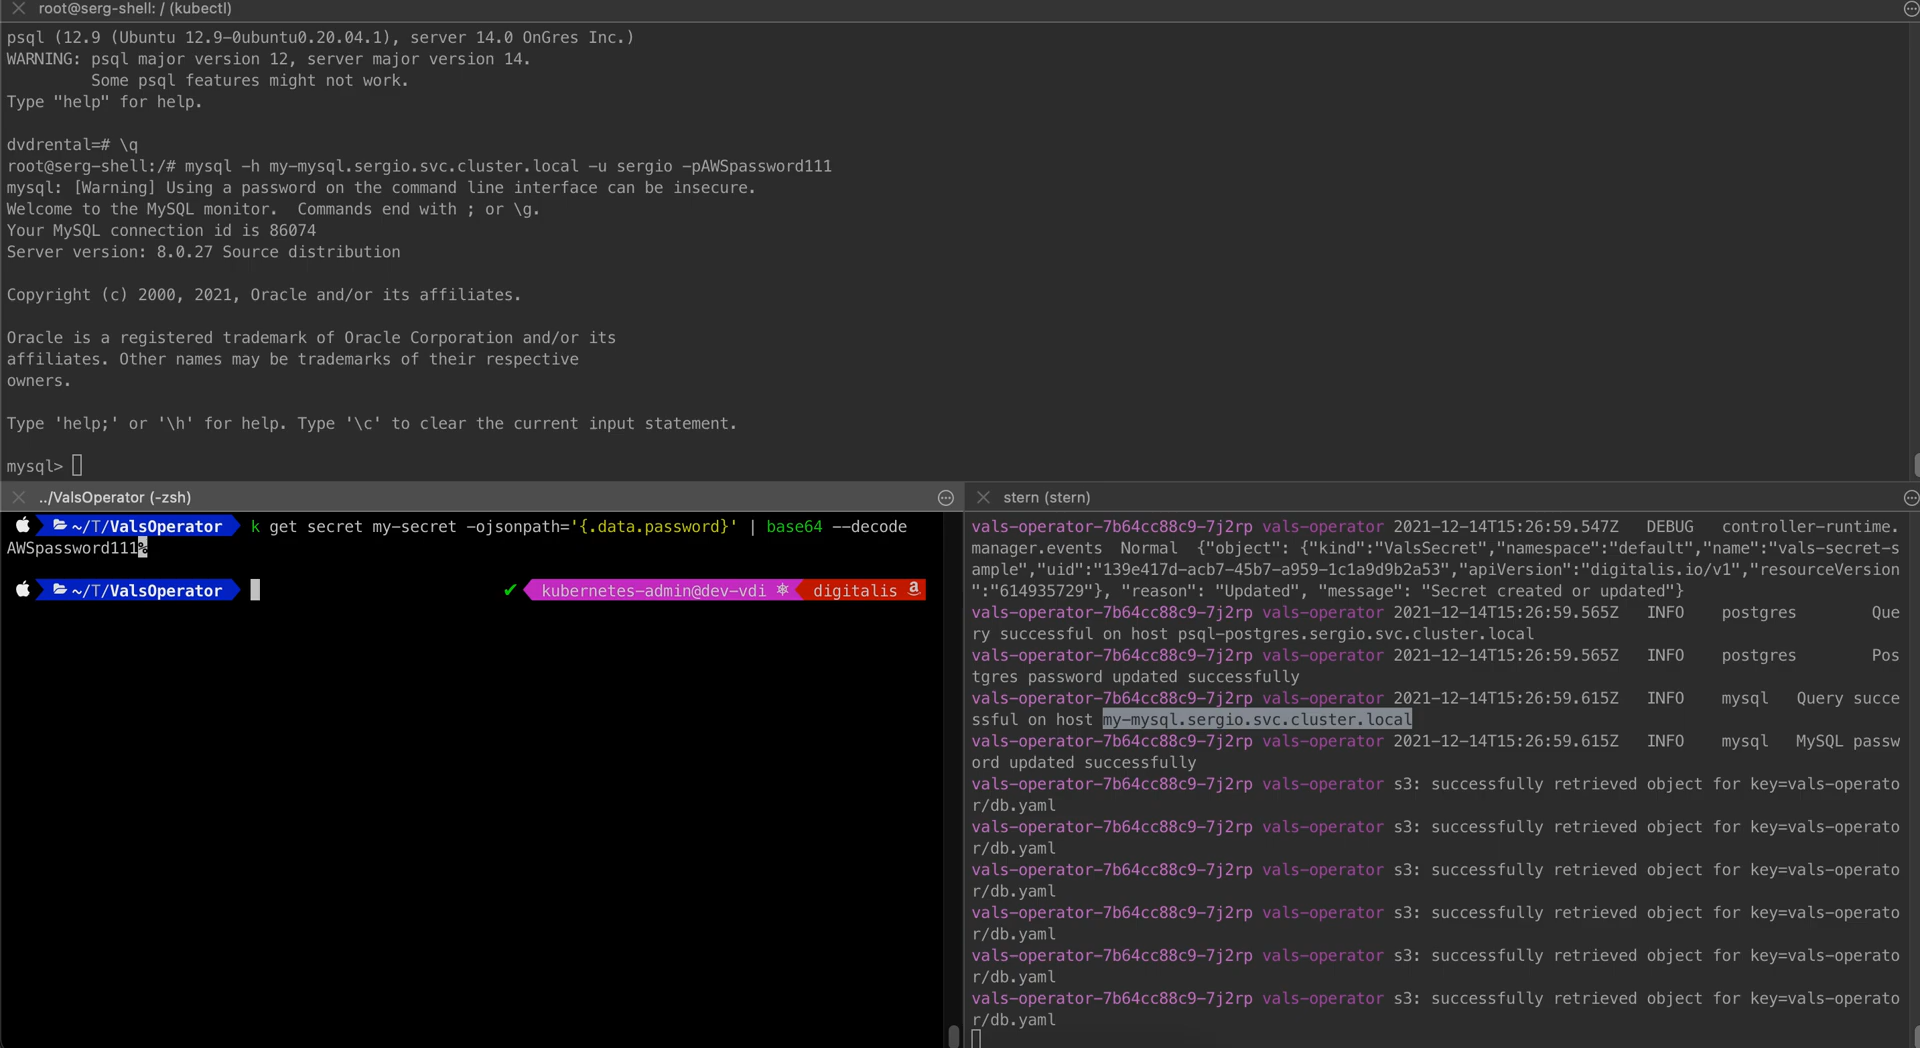 root@serg-shell: / (kubectl)
psql (12.9 (Ubuntu 12.9-0ubuntu0.20.04.1), server 14.0 OnGres Inc.)
WARNING: psql major version 12, server major version 14.
         Some psql features might not work.
Type "help" for help.

dvdrental=# \q
root@serg-shell:/# mysql -h my-mysql.sergio.svc.cluster.local -u sergio -pAWSpassword111
mysql: [Warning] Using a password on the command line interface can be insecure.
Welcome to the MySQL monitor.  Commands end with ; or \g.
Your MySQL connection id is 86074
Server version: 8.0.27 Source distribution

Copyright (c) 2000, 2021, Oracle and/or its affiliates.

Oracle is a registered trademark of Oracle Corporation and/or its
affiliates. Other names may be trademarks of their respective
owners.

Type 'help;' or '\h' for help. Type '\c' to clear the current input statement.

mysql>
../ValsOperator (-zsh)
~/T/ValsOperator k get secret my-secret -ojsonpath='{.data.password}' | base64 --decode
AWSpassword111%
~/T/ValsOperator ✔ kubernetes-admin@dev-vdi ⎈ digitalis a
stern (stern)
vals-operator-7b64cc88c9-7j2rp vals-operator 2021-12-14T15:26:59.547Z   DEBUG   controller-runtime.
manager.events  Normal  {"object": {"kind":"ValsSecret","namespace":"default","name":"vals-secret-s
ample","uid":"139e417d-acb7-45b7-a959-1c1a9d9b2a53","apiVersion":"digitalis.io/v1","resourceVersion
":"614935729"}, "reason": "Updated", "message": "Secret created or updated"}
vals-operator-7b64cc88c9-7j2rp vals-operator 2021-12-14T15:26:59.565Z   INFO    postgres        Que
ry successful on host psql-postgres.sergio.svc.cluster.local
vals-operator-7b64cc88c9-7j2rp vals-operator 2021-12-14T15:26:59.565Z   INFO    postgres        Pos
tgres password updated successfully
vals-operator-7b64cc88c9-7j2rp vals-operator 2021-12-14T15:26:59.615Z   INFO    mysql   Query succe
ssful on host my-mysql.sergio.svc.cluster.local
vals-operator-7b64cc88c9-7j2rp vals-operator 2021-12-14T15:26:59.615Z   INFO    mysql   MySQL passw
ord updated successfully
vals-operator-7b64cc88c9-7j2rp vals-operator s3: successfully retrieved object for key=vals-operato
r/db.yaml
vals-operator-7b64cc88c9-7j2rp vals-operator s3: successfully retrieved object for key=vals-operato
r/db.yaml
vals-operator-7b64cc88c9-7j2rp vals-operator s3: successfully retrieved object for key=vals-operato
r/db.yaml
vals-operator-7b64cc88c9-7j2rp vals-operator s3: successfully retrieved object for key=vals-operato
r/db.yaml
vals-operator-7b64cc88c9-7j2rp vals-operator s3: successfully retrieved object for key=vals-operato
r/db.yaml
vals-operator-7b64cc88c9-7j2rp vals-operator s3: successfully retrieved object for key=vals-operato
r/db.yaml